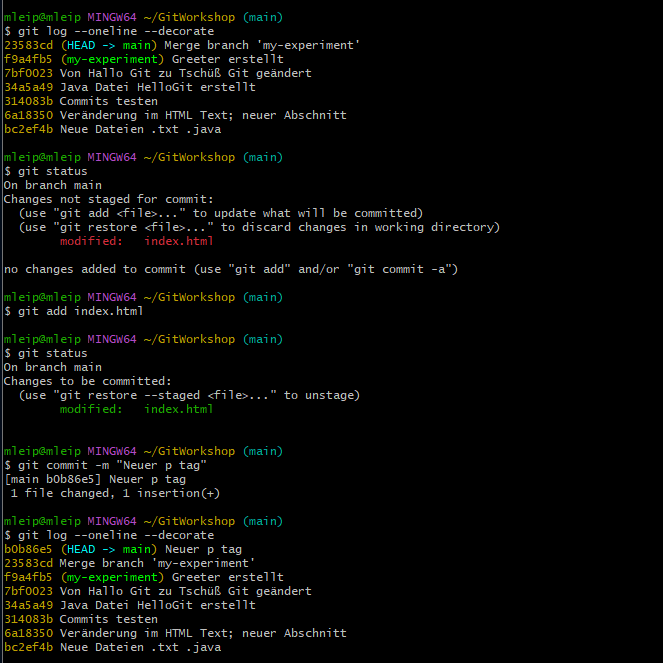 mleip@mleip MINGW64 ~/GitWorkshop (main)
$ git log --oneline --decorate
23583cd (HEAD -> main) Merge branch 'my-experiment'
f9a4fb5 (my-experiment) Greeter erstellt
7bf0023 Von Hallo Git zu Tschüß Git geändert
34a5a49 Java Datei HelloGit erstellt
314083b Commits testen
6a18350 Veränderung im HTML Text; neuer Abschnitt
bc2ef4b Neue Dateien .txt .java

mleip@mleip MINGW64 ~/GitWorkshop (main)
$ git status
On branch main
Changes not staged for commit:
  (use "git add <file>..." to update what will be committed)
  (use "git restore <file>..." to discard changes in working directory)
        modified:   index.html

no changes added to commit (use "git add" and/or "git commit -a")

mleip@mleip MINGW64 ~/GitWorkshop (main)
$ git add index.html

mleip@mleip MINGW64 ~/GitWorkshop (main)
$ git status
On branch main
Changes to be committed:
  (use "git restore --staged <file>..." to unstage)
        modified:   index.html


mleip@mleip MINGW64 ~/GitWorkshop (main)
$ git commit -m "Neuer p tag"
[main b0b86e5] Neuer p tag
 1 file changed, 1 insertion(+)

mleip@mleip MINGW64 ~/GitWorkshop (main)
$ git log --oneline --decorate
b0b86e5 (HEAD -> main) Neuer p tag
23583cd Merge branch 'my-experiment'
f9a4fb5 (my-experiment) Greeter erstellt
7bf0023 Von Hallo Git zu Tschüß Git geändert
34a5a49 Java Datei HelloGit erstellt
314083b Commits testen
6a18350 Veränderung im HTML Text; neuer Abschnitt
bc2ef4b Neue Dateien .txt .java